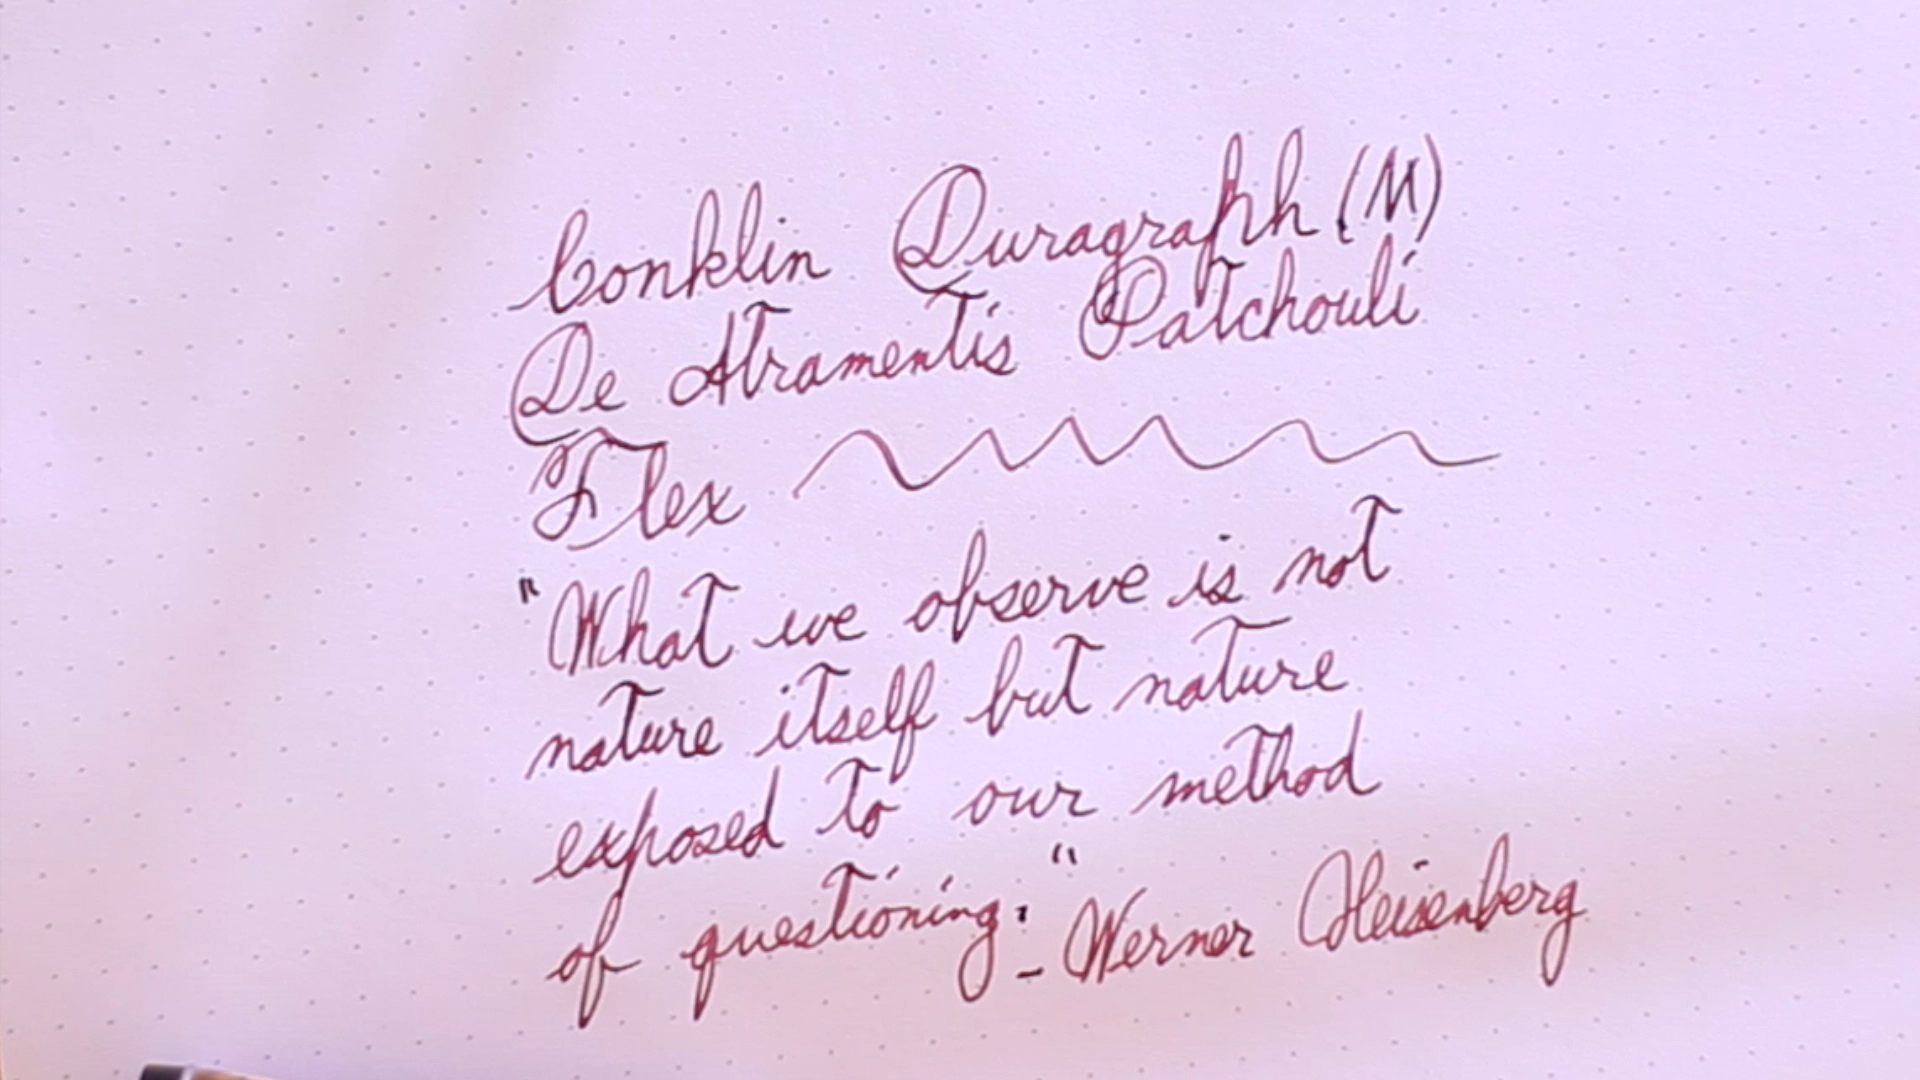 Conklin Duragraph (M)
De Atramentis Patchouli
Flex
"What we observe is not
nature itself but nature
exposed to our method
of questioning." - Werner Heisenberg